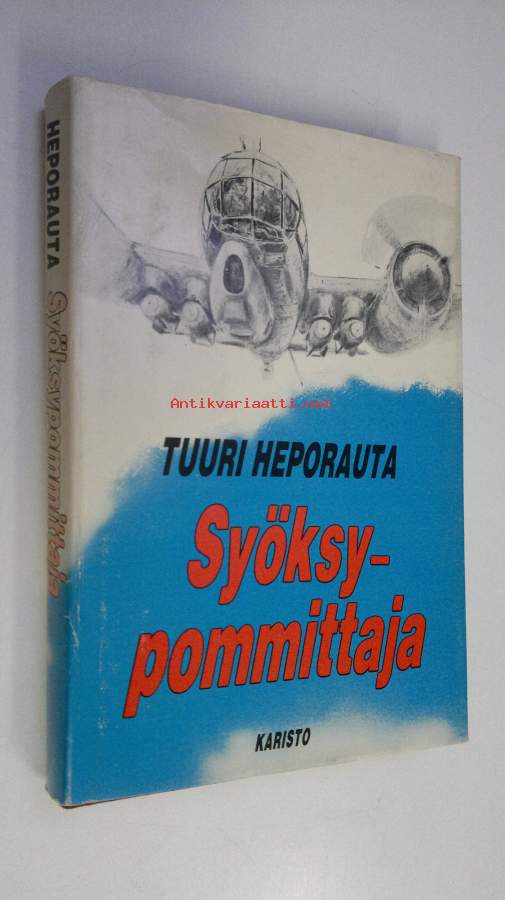 HEPORAUTA Syöksypommittaja
Antikvariaatti.net
TUURI HEPORAUTA
Syöksy-
pommittaja
KARISTO